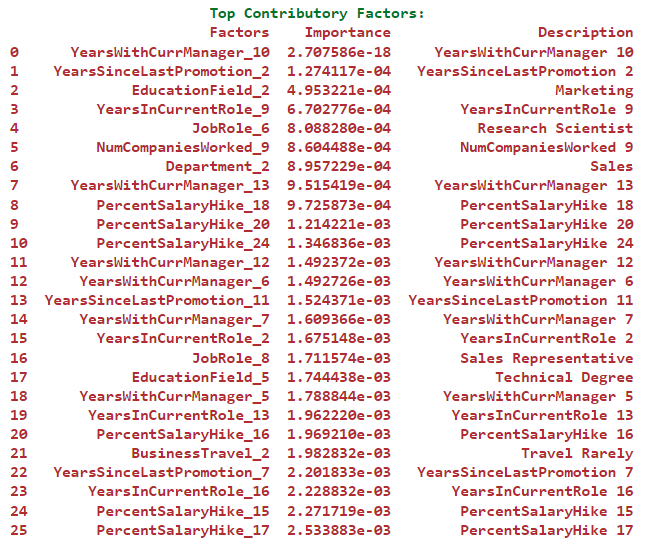 Top Contributory Factors:
Factors Importance Description
0 YearsWithCurrManager_10 2.707586e-18 YearsWithCurrManager 10
1 YearsSinceLastPromotion_2 1.274117e-04 YearsSinceLastPromotion 2
2 EducationField_2 4.953221e-04 Marketing
3 YearsInCurrentRole_9 6.702776e-04 YearsInCurrentRole 9
4 JobRole_6 8.088280e-04 Research Scientist
5 NumCompaniesWorked_9 8.604488e-04 NumCompaniesWorked 9
6 Department_2 8.957229e-04 Sales
7 YearsWithCurrManager_13 9.515419e-04 YearsWithCurrManager 13
8 PercentSalaryHike_18 9.725873e-04 PercentSalaryHike 18
9 PercentSalaryHike_20 1.214221e-03 PercentSalaryHike 20
10 PercentSalaryHike_24 1.346836e-03 PercentSalaryHike 24
11 YearsWithCurrManager_12 1.492372e-03 YearsWithCurrManager 12
12 YearsWithCurrManager_6 1.492726e-03 YearsWithCurrManager 6
13 YearsSinceLastPromotion_11 1.524371e-03 YearsSinceLastPromotion 11
14 YearsWithCurrManager_7 1.609366e-03 YearsWithCurrManager 7
15 YearsInCurrentRole_2 1.675148e-03 YearsInCurrentRole 2
16 JobRole_8 1.711574e-03 Sales Representative
17 EducationField_5 1.744438e-03 Technical Degree
18 YearsWithCurrManager_5 1.788844e-03 YearsWithCurrManager 5
19 YearsInCurrentRole_13 1.962220e-03 YearsInCurrentRole 13
20 PercentSalaryHike_16 1.969210e-03 PercentSalaryHike 16
21 BusinessTravel_2 1.982832e-03 Travel Rarely
22 YearsSinceLastPromotion_7 2.201833e-03 YearsSinceLastPromotion 7
23 YearsInCurrentRole_16 2.228832e-03 YearsInCurrentRole 16
24 PercentSalaryHike_15 2.271719e-03 PercentSalaryHike 15
25 PercentSalaryHike_17 2.533883e-03 PercentSalaryHike 17